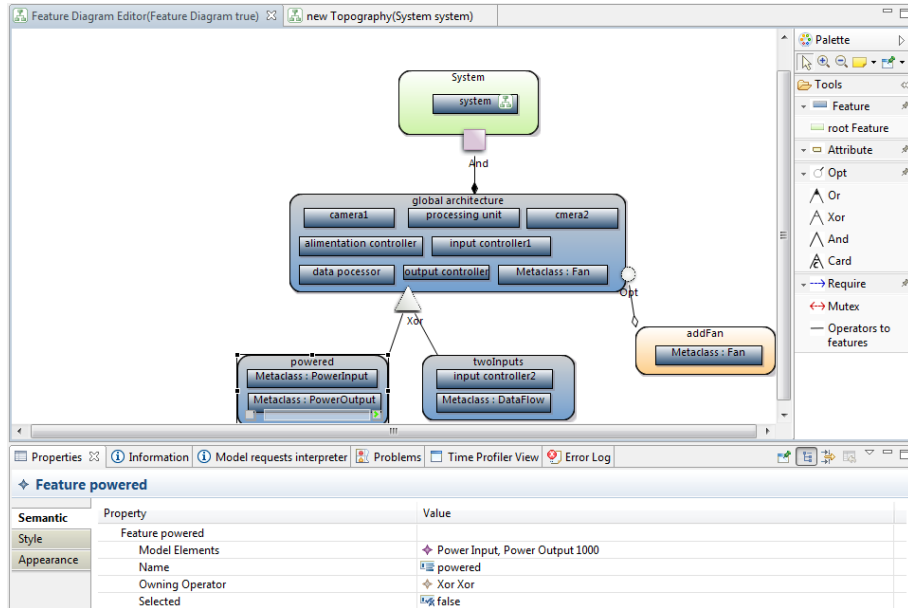 Feature Diagram Editor(Feature Diagram true)
new Topography(System system)
Palette
Tools
Feature
root Feature
Attribute
Opt
Or
Xor
And
Card
Require
Mutex
Operators to
features
System
system
And
global architecture
camera1
processing unit
cmera2
alimentation controller
input controller1
data pocessor
output controller
Metaclass : Fan
Opt
Xor
addFan
Metaclass : Fan
powered
Metaclass : PowerInput
Metaclass : PowerOutput
twoInputs
input controller2
Metaclass : DataFlow
Properties
Information
Model requests interpreter
Problems
Time Profiler View
Error Log
Feature powered
Semantic
Style
Appearance
Property Value
Feature powered
Model Elements Power Input, Power Output 1000
Name powered
Owning Operator Xor Xor
Selected false